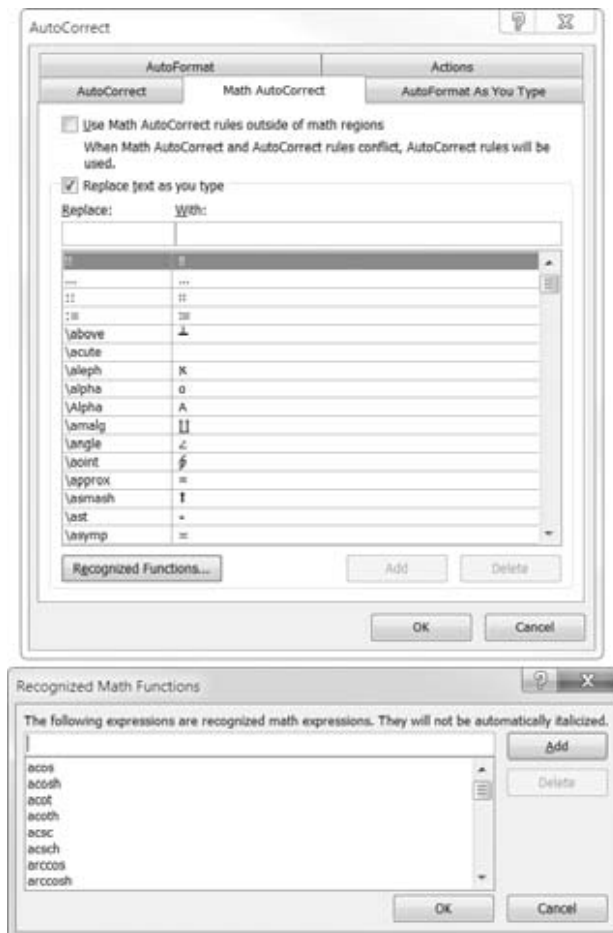 AutoCorrect
AutoFormat Actions
AutoCorrect Math AutoCorrect AutoFormat As You Type
Use Math AutoCorrect rules outside of math regions
When Math AutoCorrect and AutoCorrect rules conflict, AutoCorrect rules will be
used.
Replace text as you type
Replace: With:
!! ‼
... …
:: ∷
:= ≔
\above ┴
\acute
\aleph ℵ
\alpha α
\Alpha Α
\amalg ∐
\angle ∠
\aoint ∳
\approx ≈
\asmash ⬆
\ast
\asymp ≍
Recognized Functions... Add Delete
OK Cancel
Recognized Math Functions
The following expressions are recognized math expressions. They will not be automatically italicized.
Add
acos Delete
acosh
acot
acoth
acsc
acsch
arccos
arccosh
OK Cancel